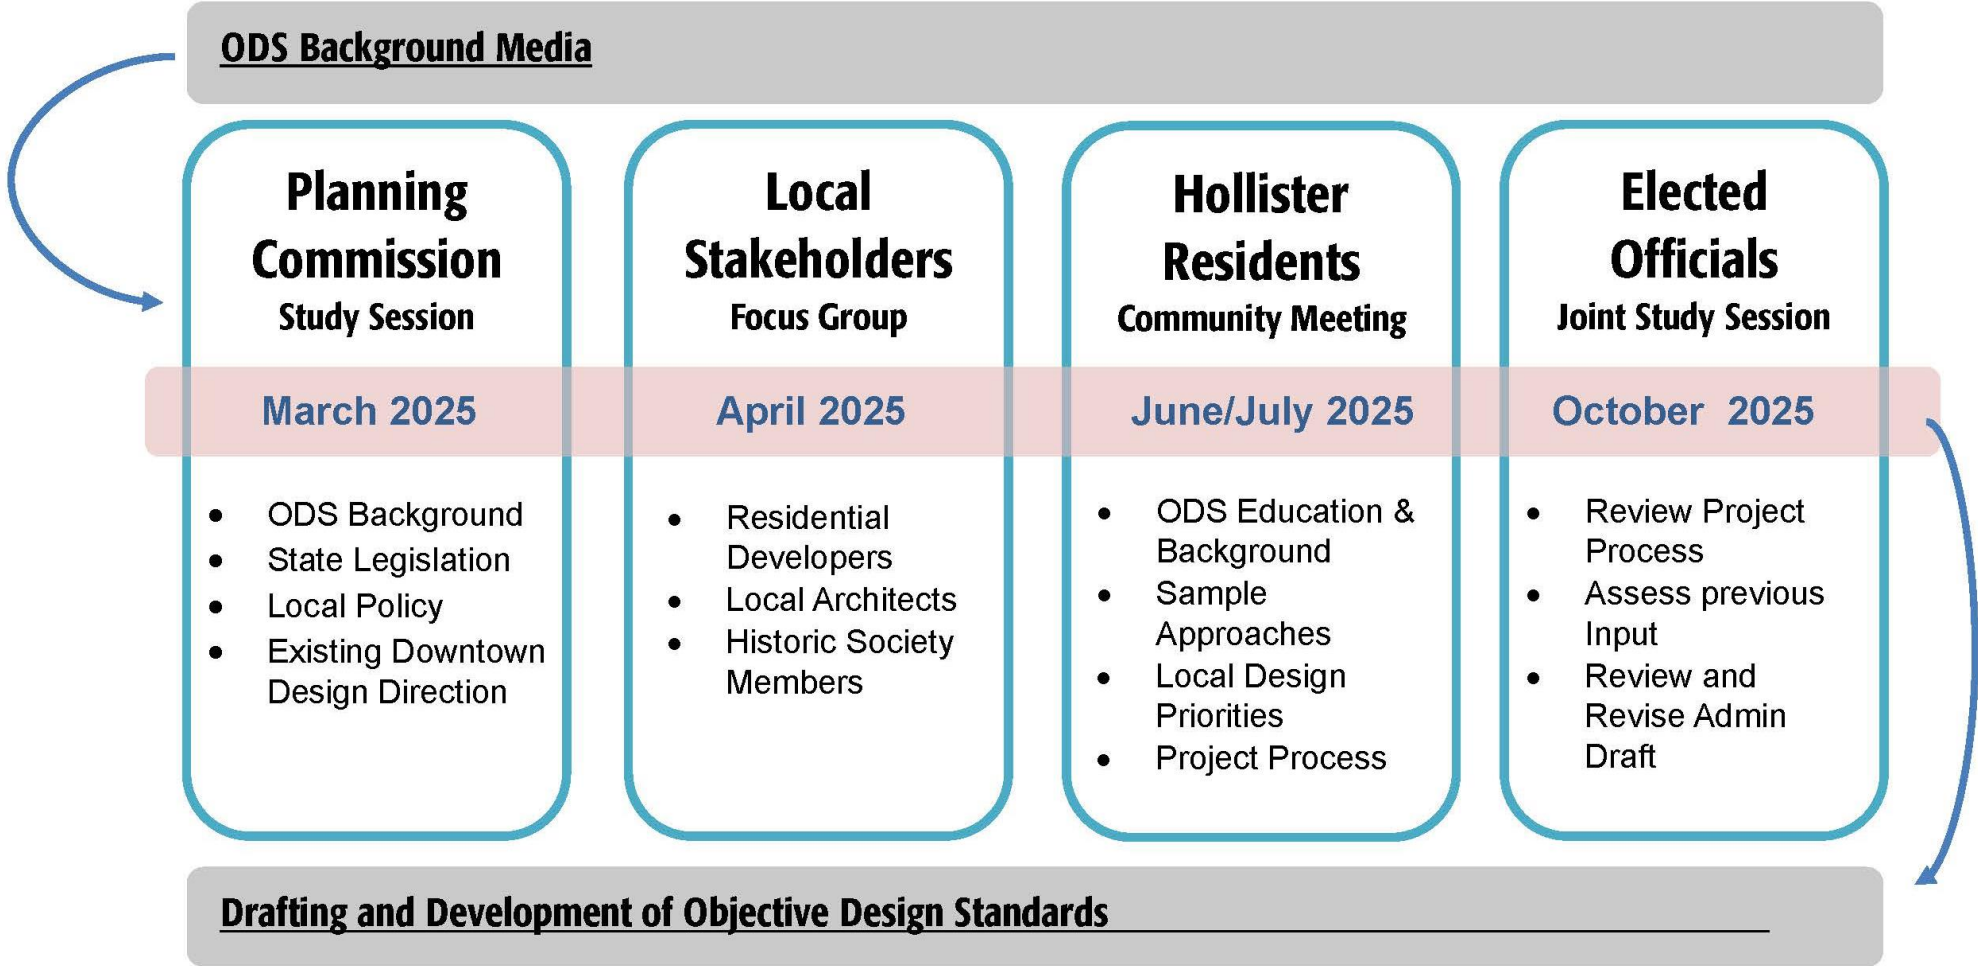 ODS Background Media
Planning
Commission
Study Session
March 2025
• ODS Background
• State Legislation
• Local Policy
• Existing Downtown
Design Direction
Local
Stakeholders
Focus Group
April 2025
• Residential
Developers
• Local Architects
• Historic Society
Members
Hollister
Residents
Community Meeting
June/July 2025
• ODS Education &
Background
• Sample
Approaches
• Local Design
Priorities
• Project Process
Elected
Officials
Joint Study Session
October 2025
• Review Project
Process
• Assess previous
Input
• Review and
Revise Admin
Draft
Drafting and Development of Objective Design Standards